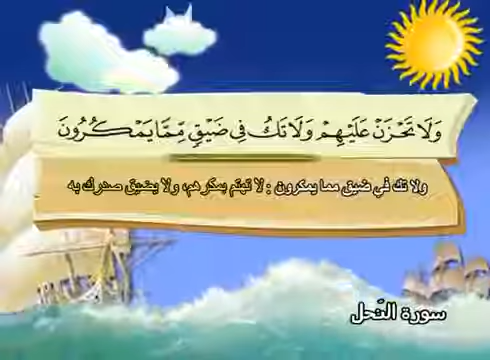 وَلَا تَحْزَنْ عَلَيْهِمْ وَلَا تَكُ فِي ضَيْقٍ مِّمَّا يَمْكُرُونَ
ولا تك في ضيق مما يمكرون : لا تهتم بمكرهم، ولا يضيق صدرك به
سورة النّحل